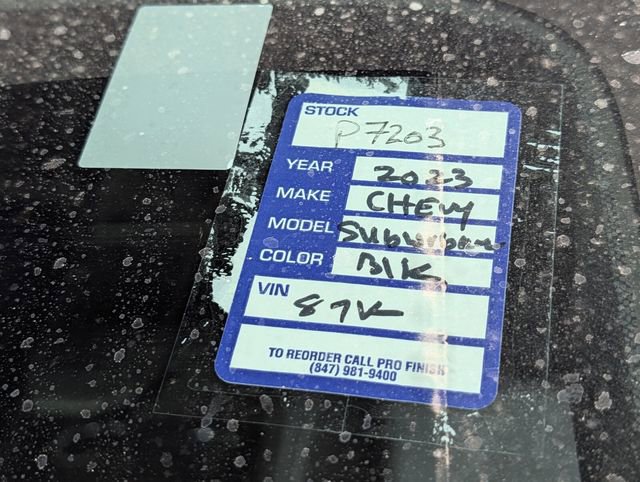 STOCK
P7203
YEAR 2023
MAKE CHEVY
MODEL Suburban
COLOR BLK
VIN 87K
TO REORDER CALL PRO FINISH
(847) 981-9400